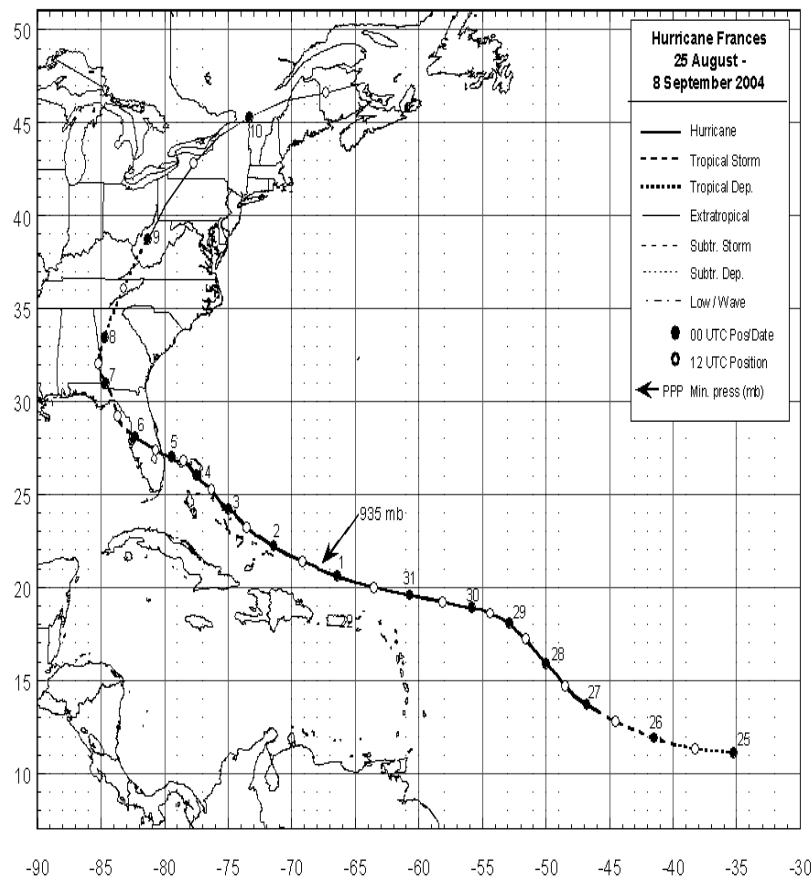 50
45
40
35
30
25
20
15
10
Hurricane Frances
25 August -
8 September 2004
Hurricane
Tropical Storm
Tropical Dep.
Extratropical
Subtr. Storm
Subtr. Dep.
Low / Wave
00 UTC Pos/Date
12 UTC Position
PPP Min. press (mb)
10
9
8
7
6
5
4
3
935 mb
2
1
31
30
29
28
27
26
25
-90 -85 -80 -75 -70 -65 -60 -55 -50 -45 -40 -35 -30